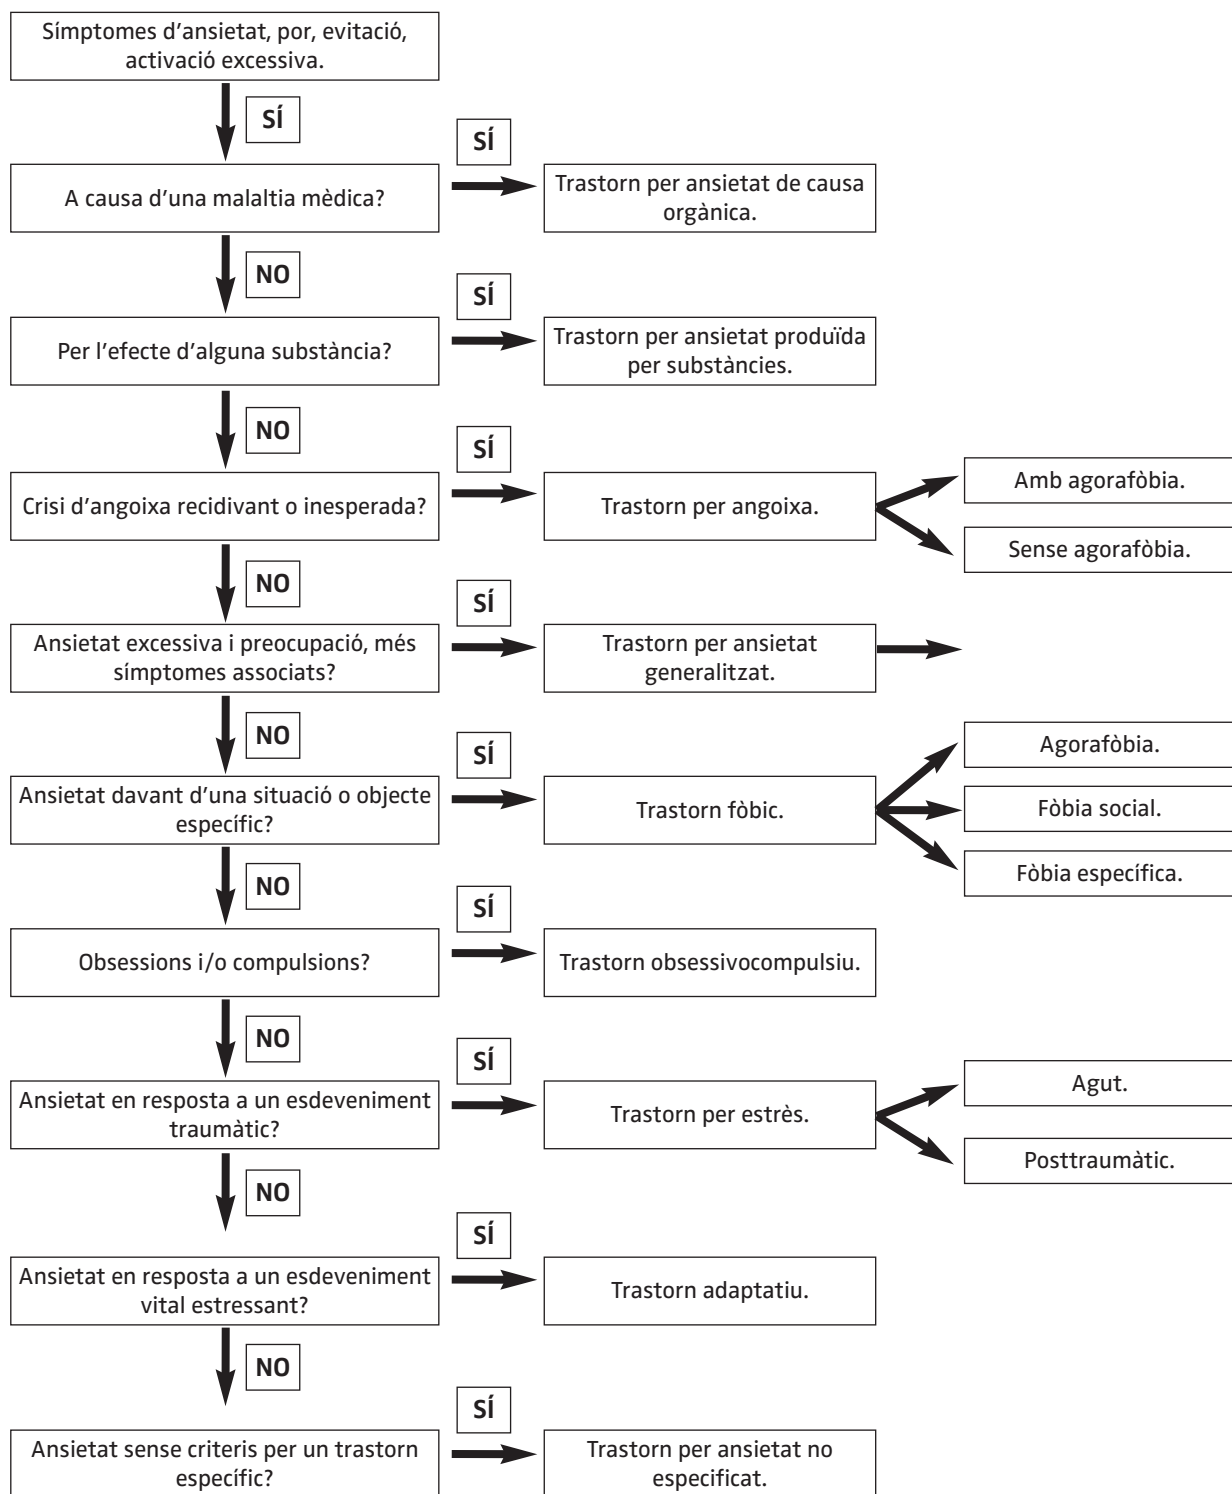 Símptomes d'ansietat, por, evitació,
activació excessiva.
SÍ
A causa d'una malaltia mèdica?
SÍ
Trastorn per ansietat de causa
orgànica.
NO
Per l'efecte d'alguna substància?
SÍ
Trastorn per ansietat produïda
per substàncies.
NO
Crisi d'angoixa recidivant o inesperada?
SÍ
Trastorn per angoixa.
Amb agorafòbia.
Sense agorafòbia.
NO
Ansietat excessiva i preocupació, més
símptomes associats?
SÍ
Trastorn per ansietat
generalitzat.
NO
Ansietat davant d'una situació o objecte
específic?
SÍ
Trastorn fòbic.
Agorafòbia.
Fòbia social.
Fòbia específica.
NO
Obsessions i/o compulsions?
SÍ
Trastorn obsessivocompulsiu.
NO
Ansietat en resposta a un esdeveniment
traumàtic?
SÍ
Trastorn per estrès.
Agut.
Posttraumàtic.
NO
Ansietat en resposta a un esdeveniment
vital estressant?
SÍ
Trastorn adaptatiu.
NO
Ansietat sense criteris per un trastorn
específic?
SÍ
Trastorn per ansietat no
especificat.